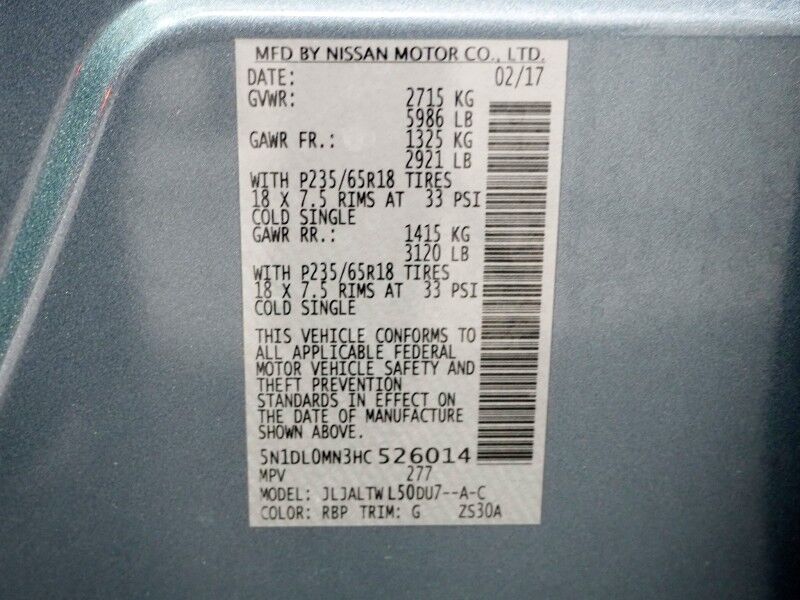 MFD BY NISSAN MOTOR CO., LTD.
DATE: 02/17
GVWR: 2715 KG
5986 LB
GAWR FR.: 1325 KG
2921 LB
WITH P235/65R18 TIRES
18 X 7.5 RIMS AT 33 PSI
COLD SINGLE
GAWR RR.: 1415 KG
3120 LB
WITH P235/65R18 TIRES
18 X 7.5 RIMS AT 33 PSI
COLD SINGLE
THIS VEHICLE CONFORMS TO
ALL APPLICABLE FEDERAL
MOTOR VEHICLE SAFETY AND
THEFT PREVENTION
STANDARDS IN EFFECT ON
THE DATE OF MANUFACTURE
SHOWN ABOVE.
5N1DL0MN3HC 526014
MPV 277
MODEL: JLJALTW L50DU7--A-C
COLOR: RBP TRIM: G ZS30A